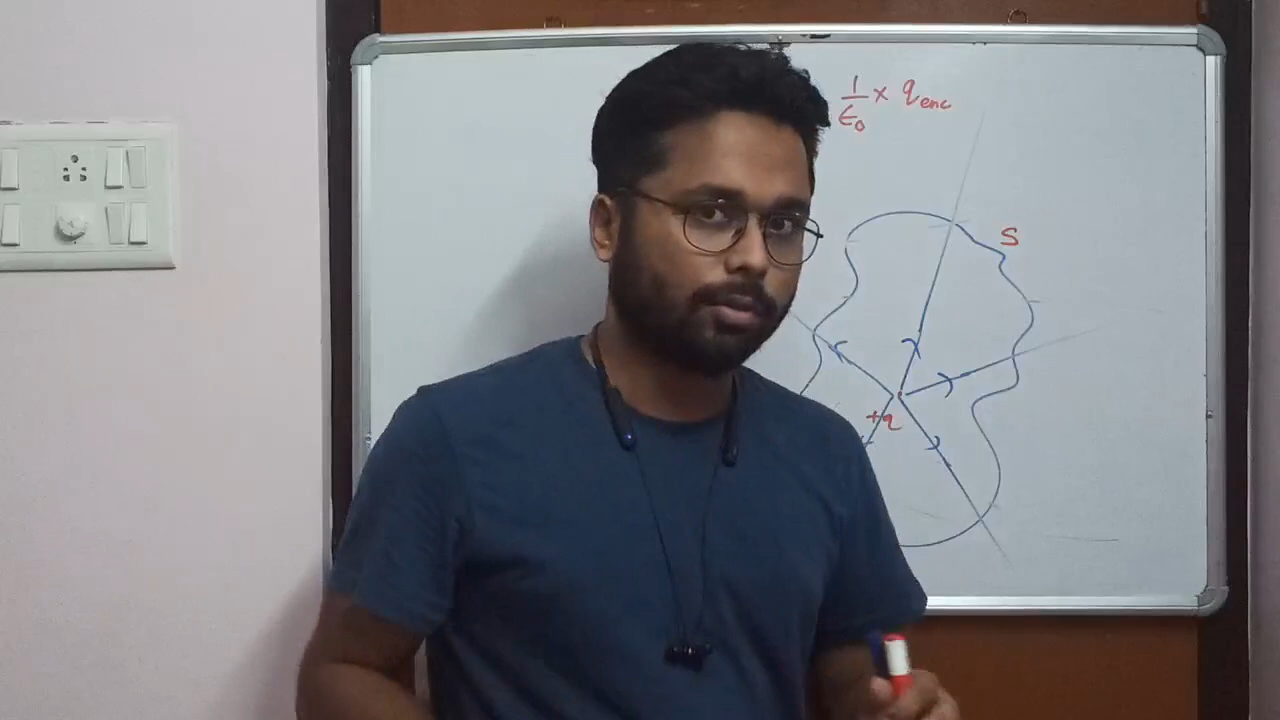 1/ϵ₀ × q_enc
S
+q